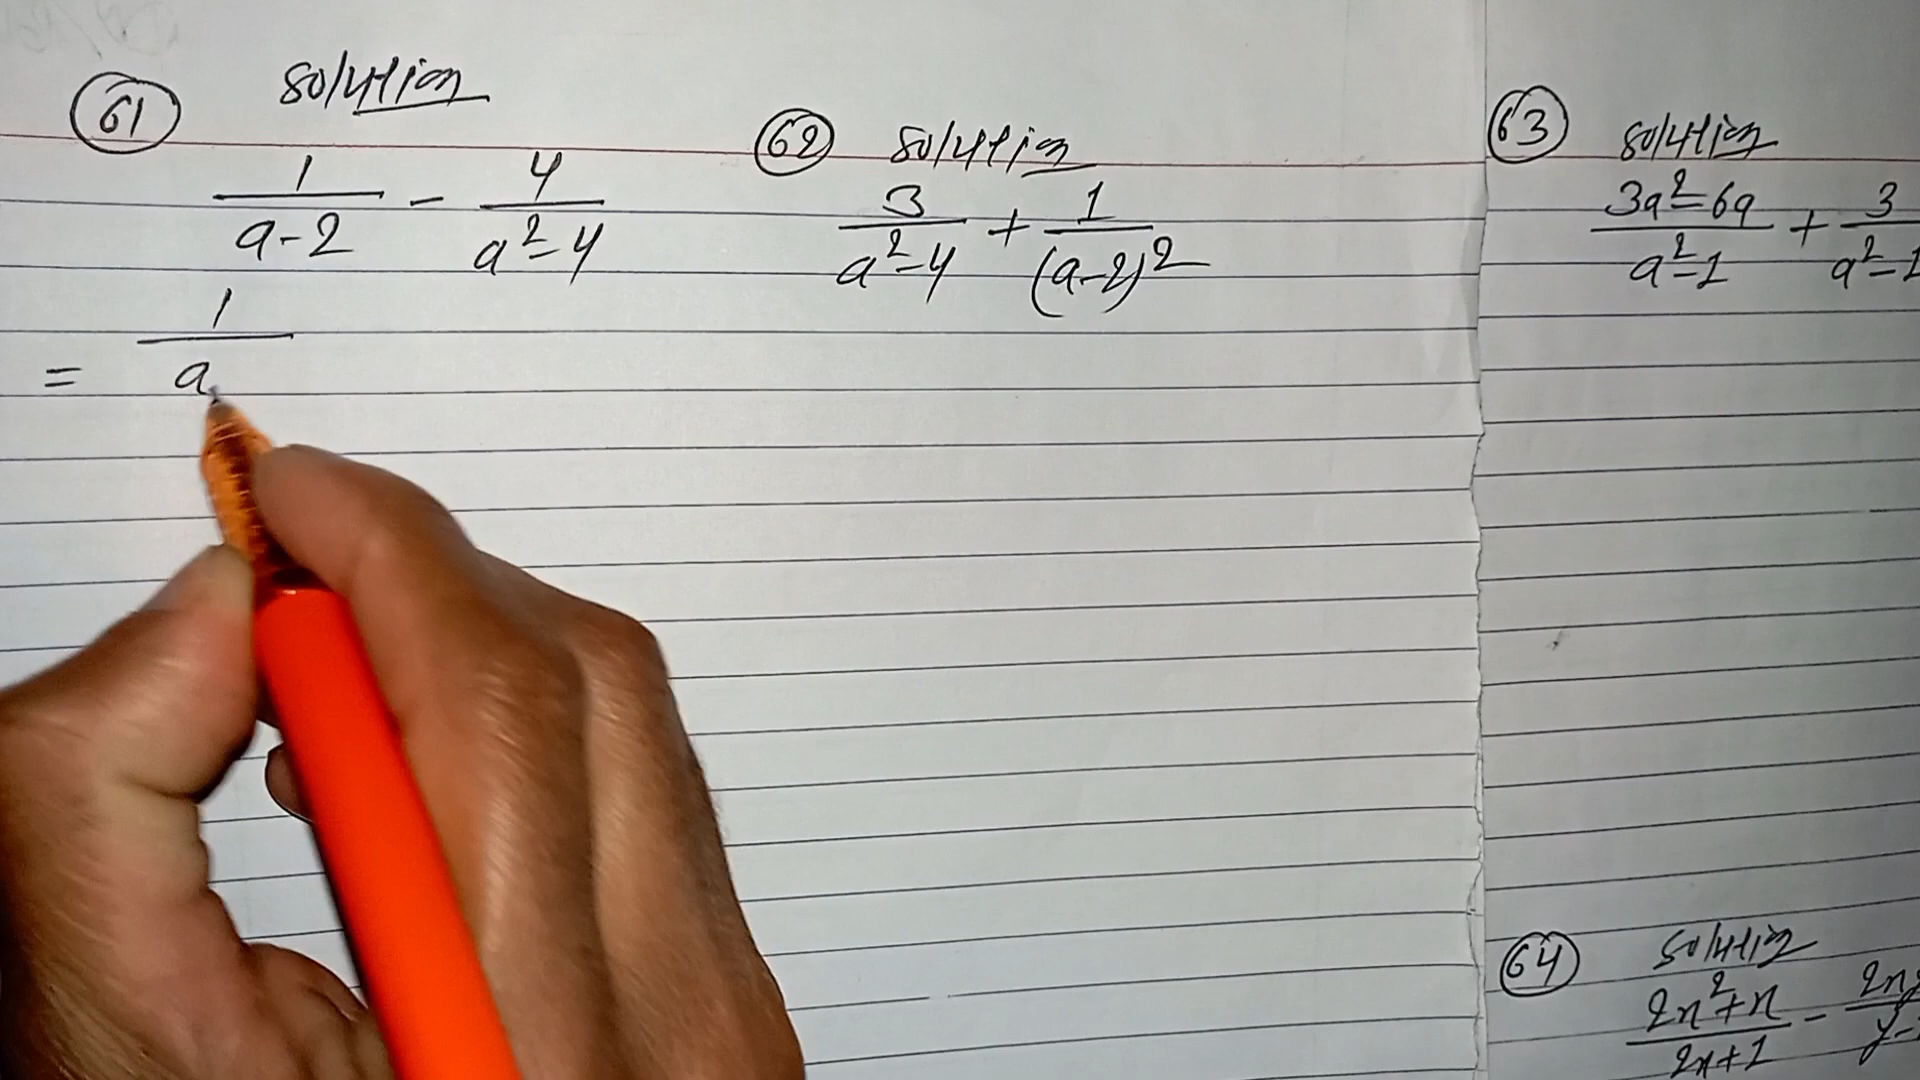 61 solution
1/(a-2) - 4/(a²-4)
= 1/a
62 solution
3/(a²-4) + 1/(a-2)²
63 solution
(3a²-6a)/(a²-1) + 3/(a²-1
64 solution
(2x²+x)/(2x+1) -